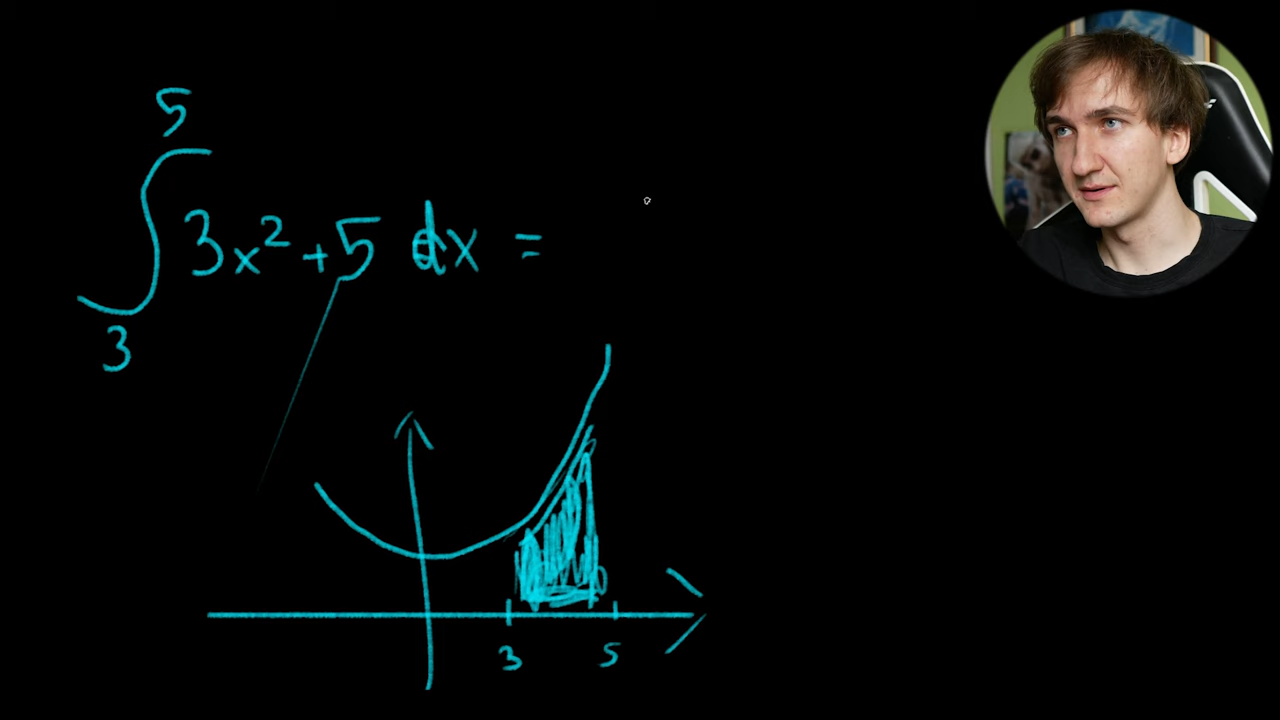 5
∫ 3x² + 5 dx =
3
3 5